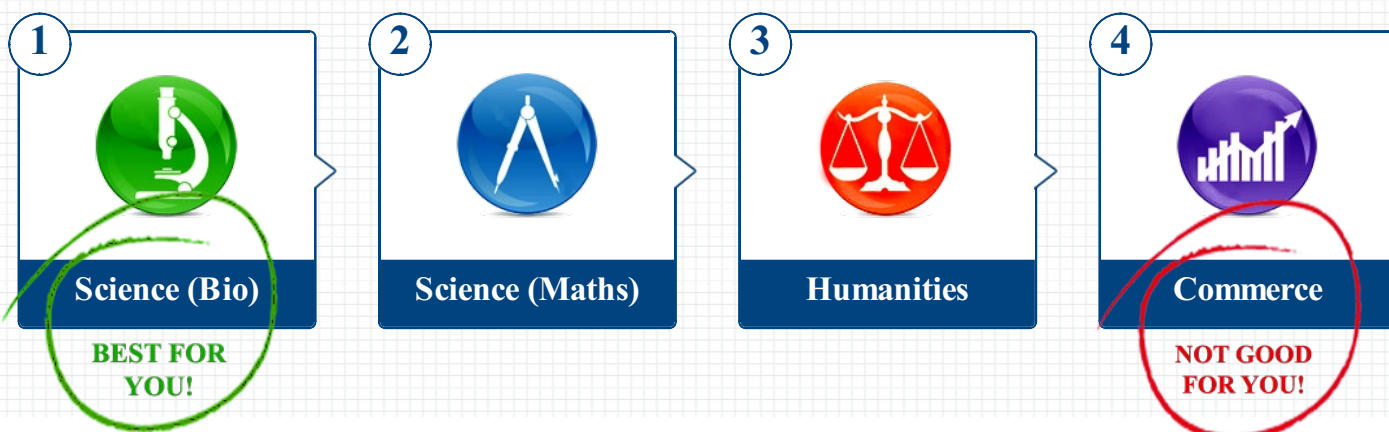 1
2
3
4
Science (Bio)
Science (Maths)
Humanities
Commerce
BEST FOR
YOU!
NOT GOOD
FOR YOU!